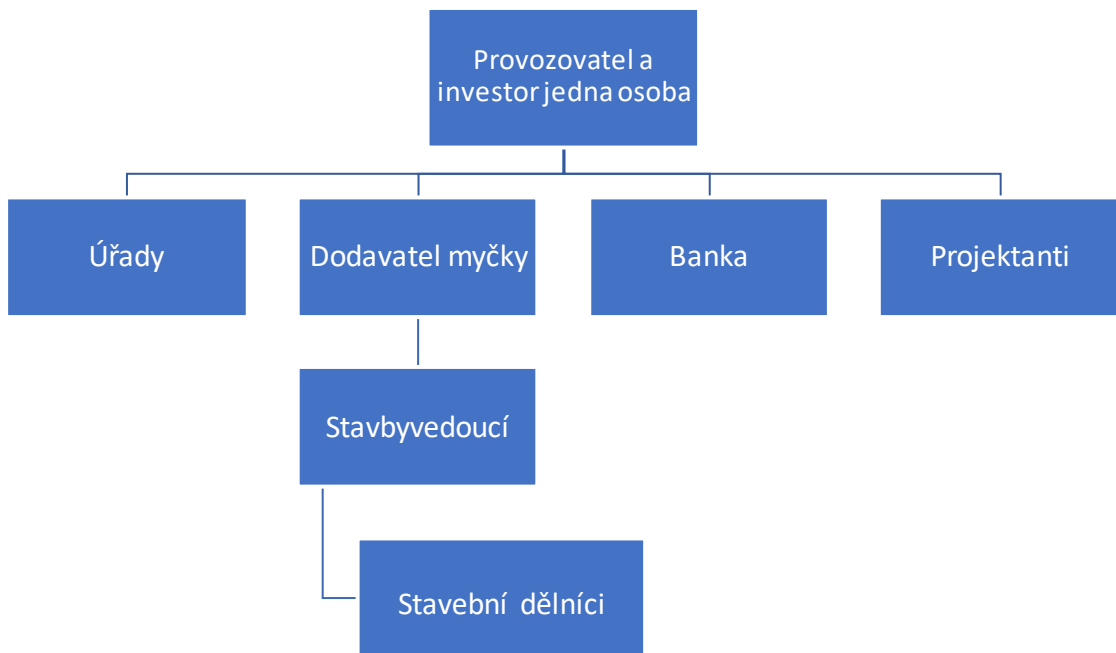 Provozovatel a
investor jedna osoba
Úřady
Dodavatel myčky
Banka
Projektanti
Stavbyvedoucí
Stavební dělníci